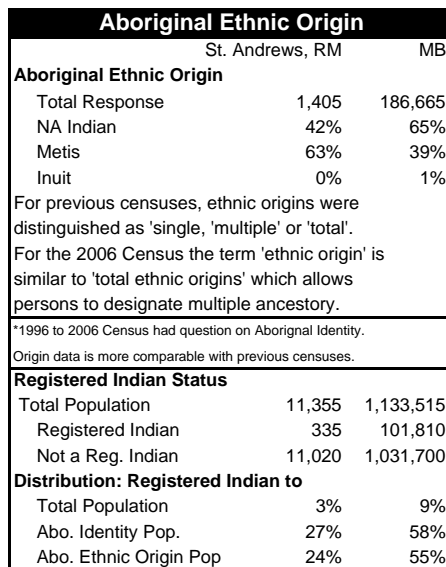 Aboriginal Ethnic Origin
St. Andrews, RM MB
Aboriginal Ethnic Origin
Total Response 1,405 186,665
NA Indian 42% 65%
Metis 63% 39%
Inuit 0% 1%
For previous censuses, ethnic origins were
distinguished as 'single, 'multiple' or 'total'.
For the 2006 Census the term 'ethnic origin' is
similar to 'total ethnic origins' which allows
persons to designate multiple ancestory.
*1996 to 2006 Census had question on Aborignal Identity.
Origin data is more comparable with previous censuses.
Registered Indian Status
Total Population 11,355 1,133,515
Registered Indian 335 101,810
Not a Reg. Indian 11,020 1,031,700
Distribution: Registered Indian to
Total Population 3% 9%
Abo. Identity Pop. 27% 58%
Abo. Ethnic Origin Pop 24% 55%